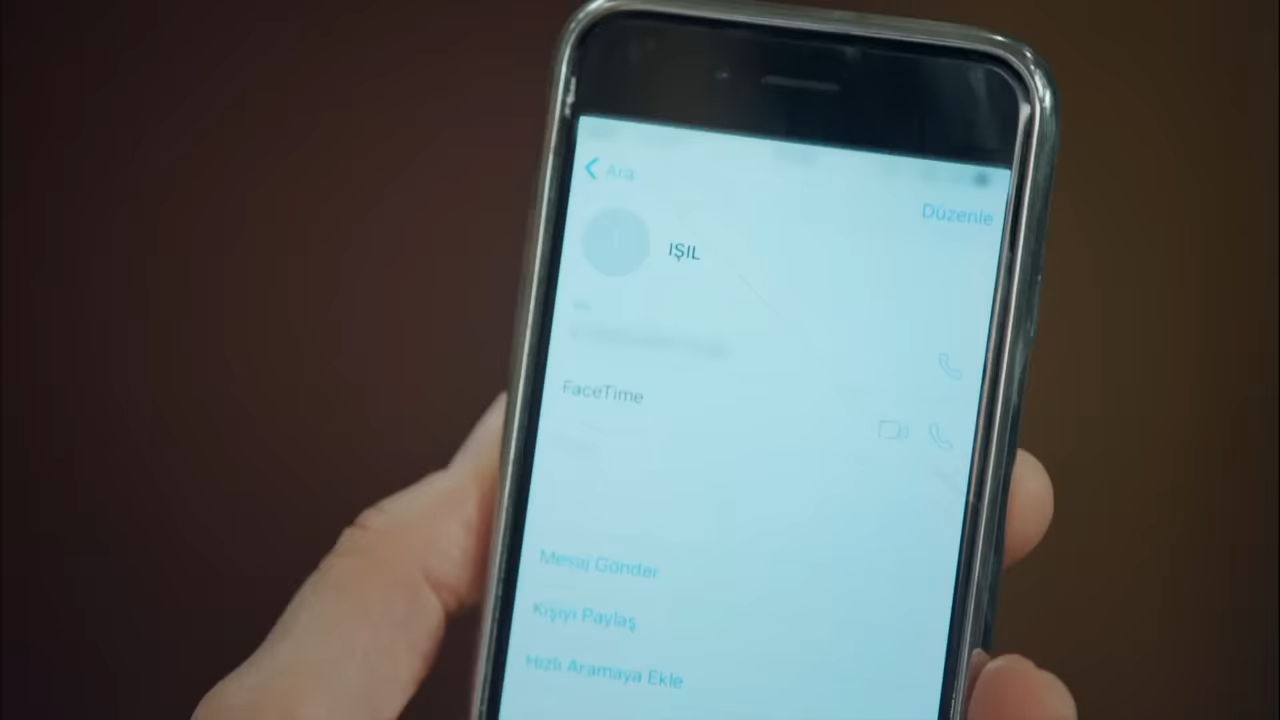 Ara
Düzenle
IŞIL
FaceTime
Mesaj Gönder
Kişiyi Paylaş
Hızlı Aramaya Ekle